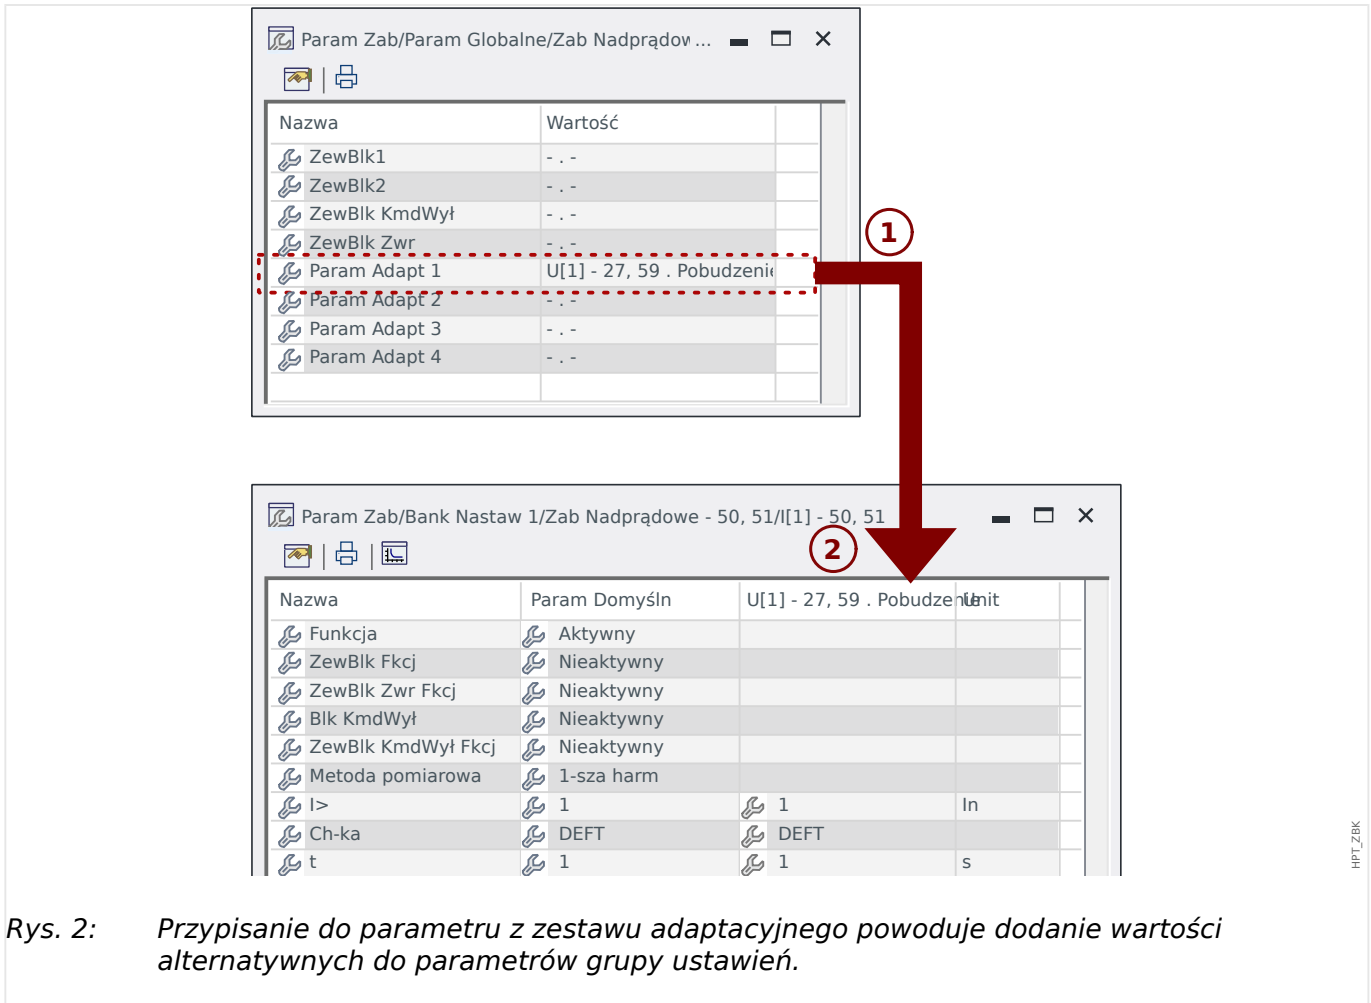 Param Zab/Param Globalne/Zab Nadprądow...
Nazwa Wartość
ZewBlk1 - . -
ZewBlk2 - . -
ZewBlk KmdWył - . -
ZewBlk Zwr - . -
Param Adapt 1 U[1] - 27, 59 . Pobudzenie
Param Adapt 2 - . -
Param Adapt 3 - . -
Param Adapt 4 - . -
1
Param Zab/Bank Nastaw 1/Zab Nadprądowe - 50, 51/I[1] - 50, 51
2
Nazwa Param Domyśln U[1] - 27, 59 . Pobudzenie Unit
Funkcja Aktywny
ZewBlk Fkcj Nieaktywny
ZewBlk Zwr Fkcj Nieaktywny
Blk KmdWył Nieaktywny
ZewBlk KmdWył Fkcj Nieaktywny
Metoda pomiarowa 1-sza harm
I> 1 1 In
Ch-ka DEFT DEFT
t 1 1 s
HPT_ZBK
Rys. 2: Przypisanie do parametru z zestawu adaptacyjnego powoduje dodanie wartości
alternatywnych do parametrów grupy ustawień.